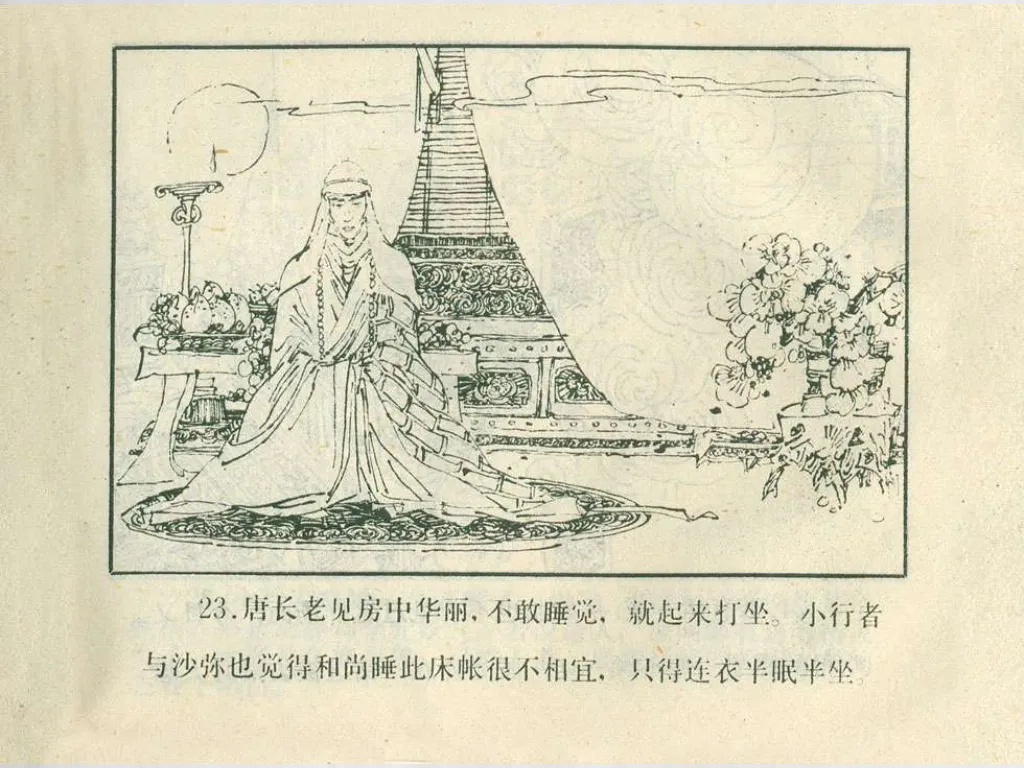 23.唐长老见房中华丽,不敢睡觉,就起来打坐。小行者
与沙弥也觉得和尚睡此床帐很不相宜,只得连衣半眠半坐。